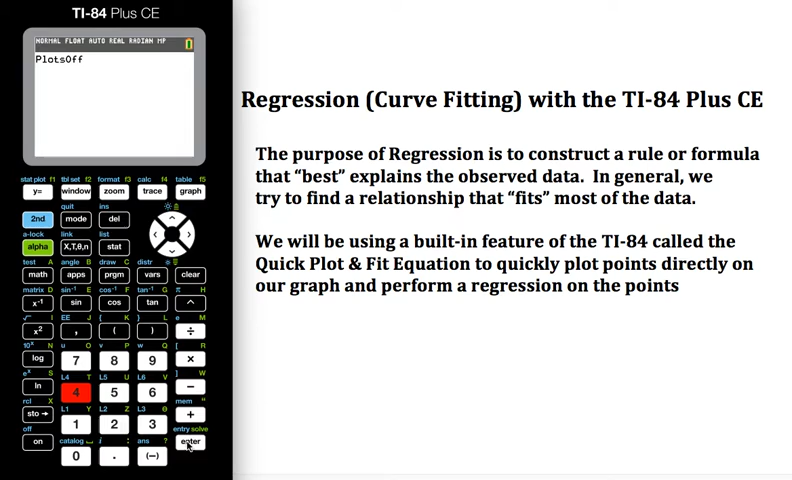 TI-84 Plus CE
NORMAL FLOAT AUTO REAL RADIAN MP
PlotsOff
Regression (Curve Fitting) with the TI-84 Plus CE
The purpose of Regression is to construct a rule or formula
that “best” explains the observed data. In general, we
try to find a relationship that “fits” most of the data.
We will be using a built-in feature of the TI-84 called the
Quick Plot & Fit Equation to quickly plot points directly on
our graph and perform a regression on the points
stat plot f1 tbl set f2 format f3 calc f4 table f5
y= window zoom trace graph
quit ins
2nd mode del
a-lock link list
alpha X,T,θ,n stat
test A angle B draw C distr
math apps prgm vars clear
matrix D sin⁻¹ E cos⁻¹ F tan⁻¹ G π H
x⁻¹ sin cos tan ^
√ I EE J { K } L e M
x² , ( ) ÷
10ˣ N u O v P w Q [ R
log 7 8 9 ×
eˣ S L4 T L5 U L6 V ] W
ln 4 5 6 −
rcl X L1 Y L2 Z L3 θ mem "
sto → 1 2 3 +
off catalog i : ans ? entry solve
on 0 . (−) enter